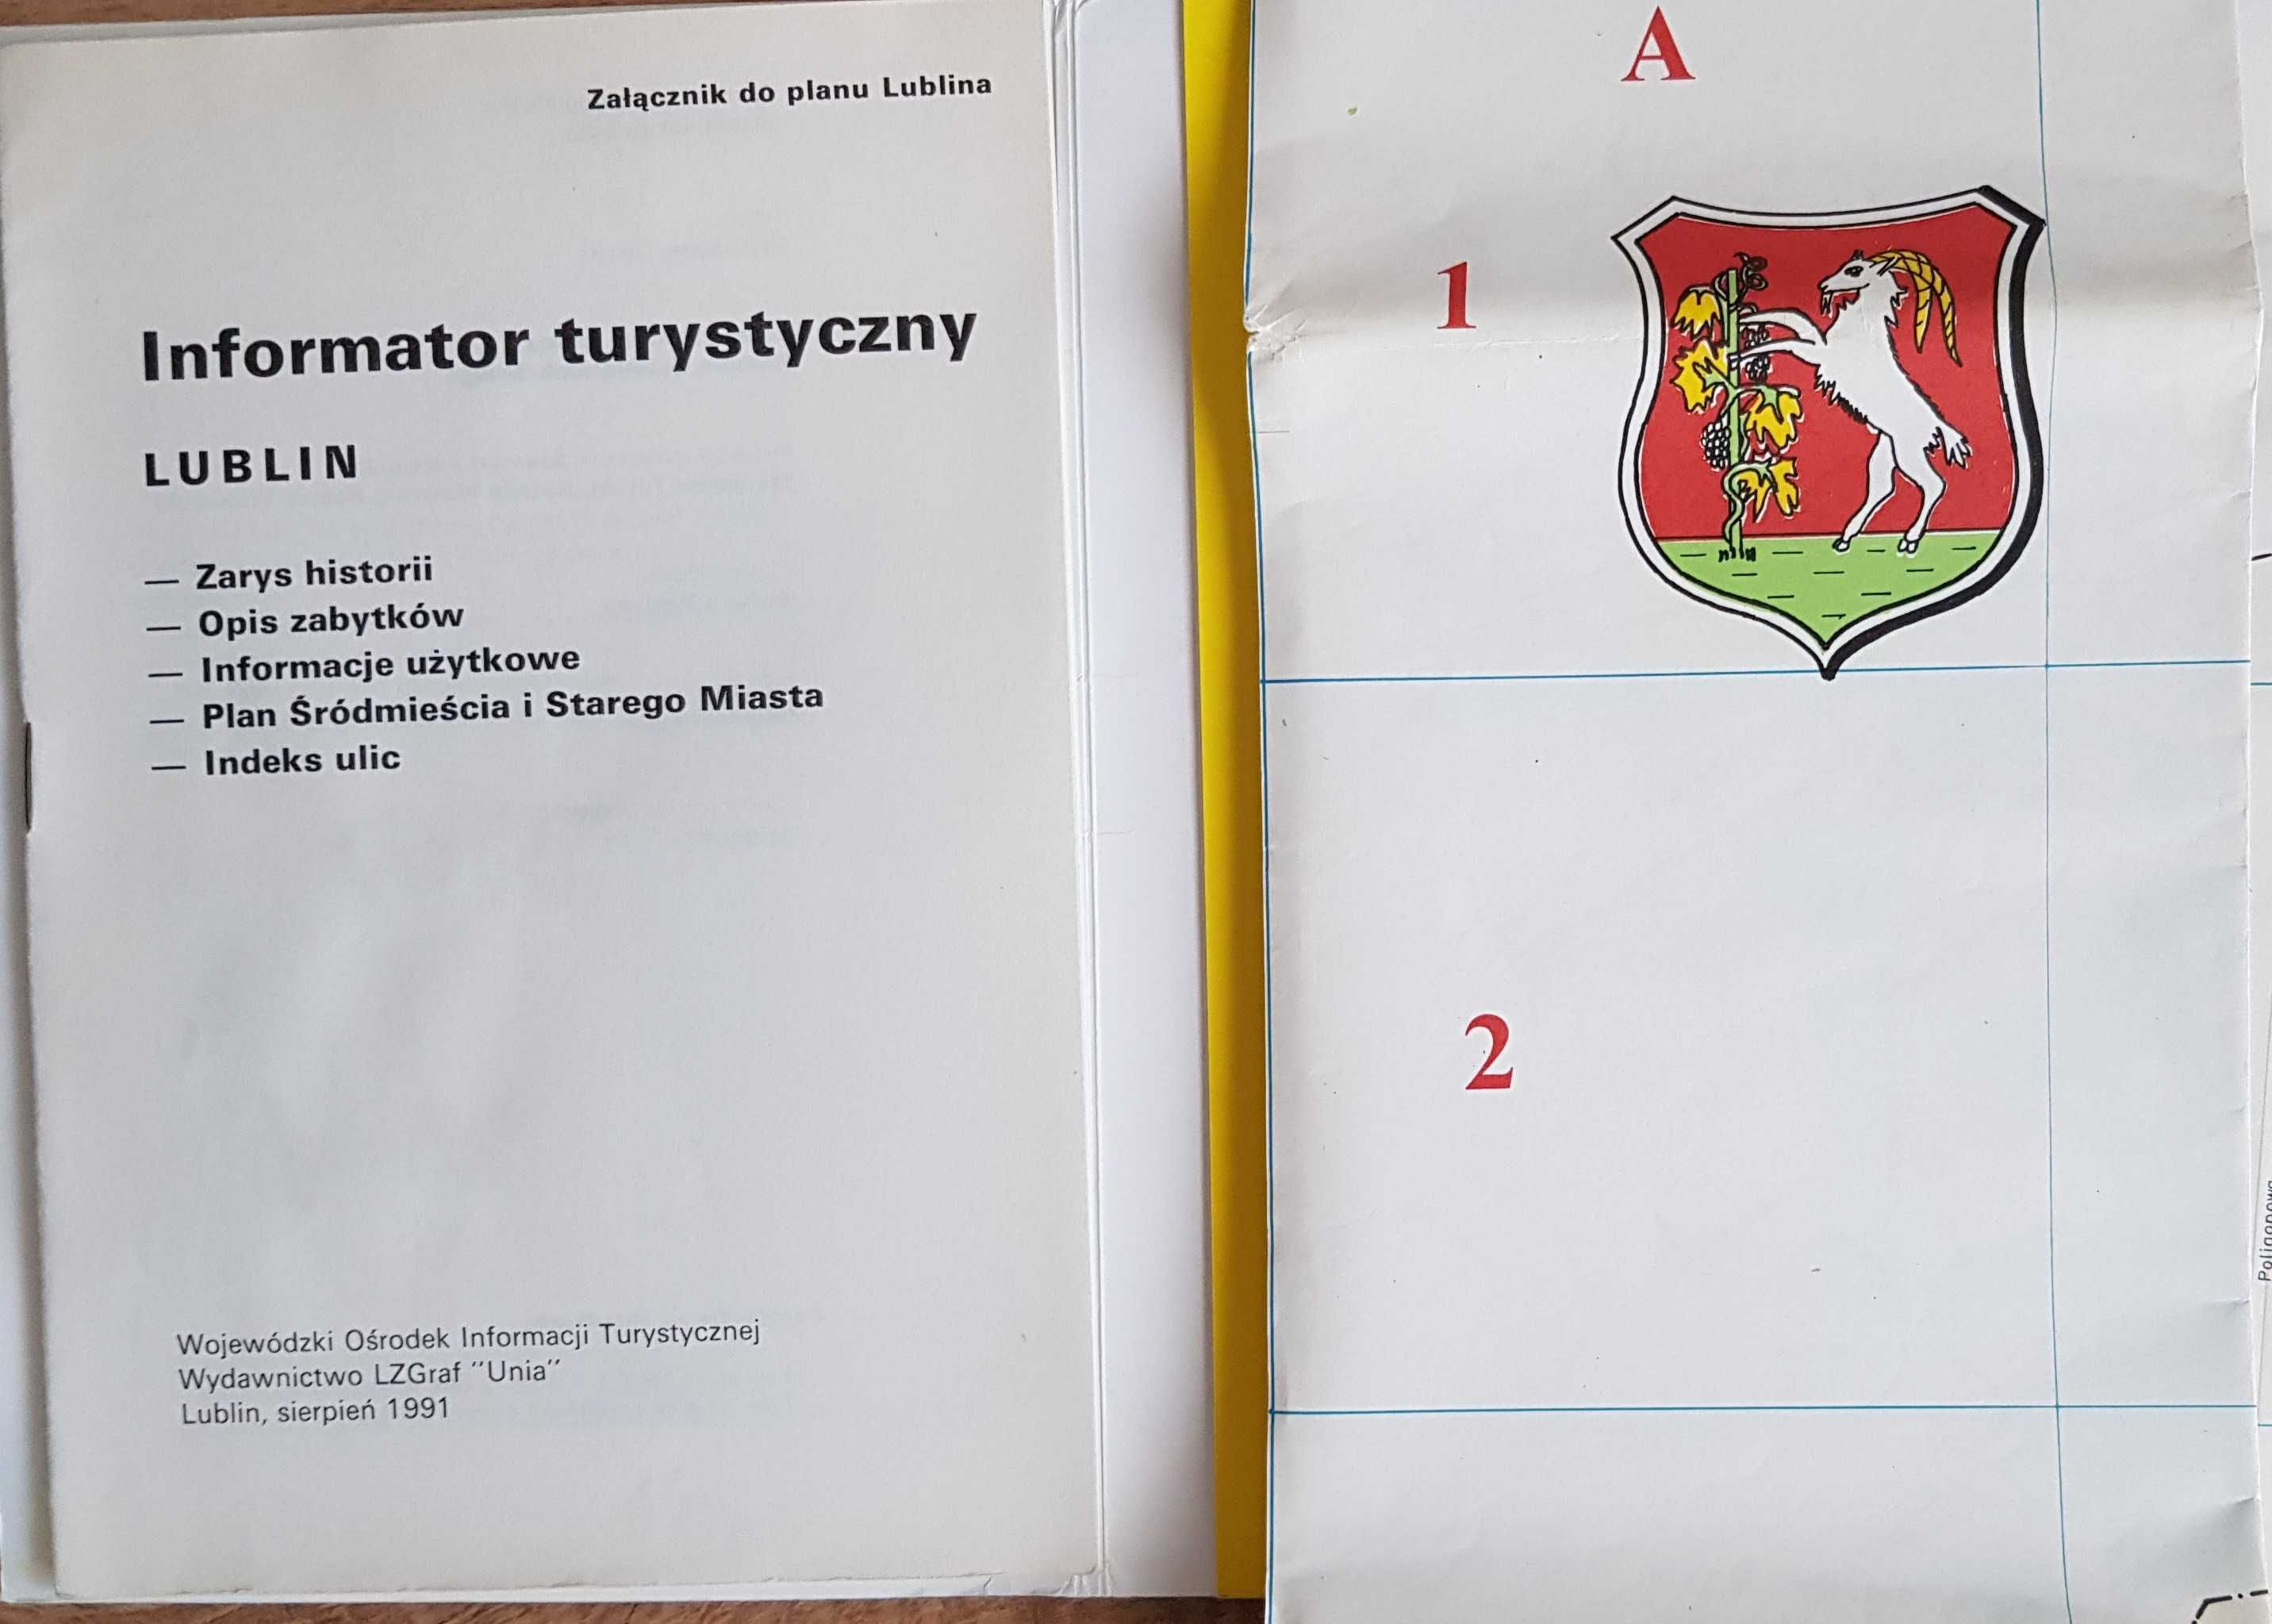 Załącznik do planu Lublina
Informator turystyczny
LUBLIN
— Zarys historii
— Opis zabytków
— Informacje użytkowe
— Plan Śródmieścia i Starego Miasta
— Indeks ulic
Wojewódzki Ośrodek Informacji Turystycznej
Wydawnictwo LZGraf "Unia"
Lublin, sierpień 1991
A
1
2